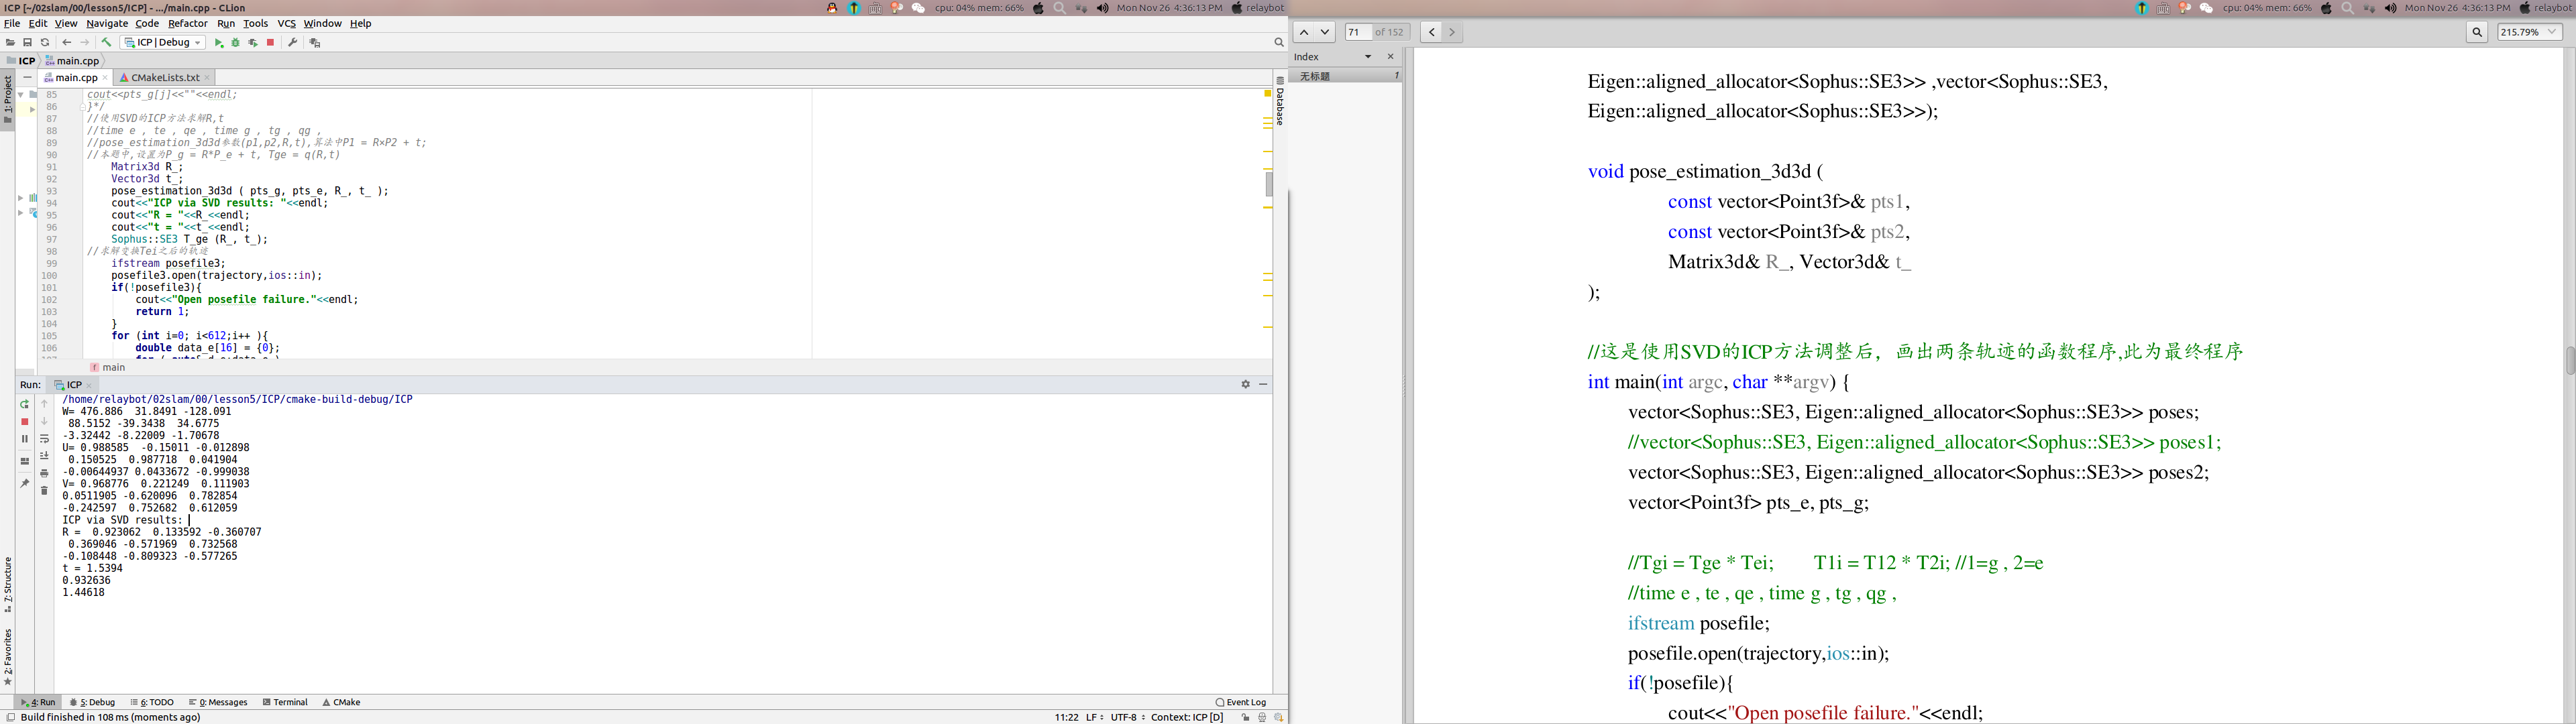 ICP [~/02slam/00/lesson5/ICP] - .../main.cpp - CLion
cpu: 04% mem: 66%
Mon Nov 26 4:36:13 PM
relaybot
cpu: 04% mem: 66%
Mon Nov 26 4:36:13 PM
relaybot
File Edit View Navigate Code Refactor Run Tools VCS Window Help
ICP | Debug
ICP main.cpp
main.cpp CMakeLists.txt
1: Project
Database
85 cout<<pts_g[j]<<""<<endl;
86 }*/
87 //使用SVD的ICP方法求解R,t
88 //time e , te , qe , time g , tg , qg ,
89 //pose_estimation_3d3d参数(p1,p2,R,t),算法中P1 = R×P2 + t;
90 //本题中,设置为P_g = R*P_e + t, Tge = q(R,t)
91 Matrix3d R_;
92 Vector3d t_;
93 pose_estimation_3d3d ( pts_g, pts_e, R_, t_ );
94 cout<<"ICP via SVD results: "<<endl;
95 cout<<"R = "<<R_<<endl;
96 cout<<"t = "<<t_<<endl;
97 Sophus::SE3 T_ge (R_, t_);
98 //求解变换Tei之后的轨迹
99 ifstream posefile3;
100 posefile3.open(trajectory,ios::in);
101 if(!posefile3){
102 cout<<"Open posefile failure."<<endl;
103 return 1;
104 }
105 for (int i=0; i<612;i++ ){
106 double data_e[16] = {0};
f main
Run: ICP
/home/relaybot/02slam/00/lesson5/ICP/cmake-build-debug/ICP
W= 476.886 31.8491 -128.091
88.5152 -39.3438 34.6775
-3.32442 -8.22009 -1.70678
U= 0.988585 -0.15011 -0.012898
0.150525 0.987718 0.041904
-0.00644937 0.0433672 -0.999038
V= 0.968776 0.221249 0.111903
0.0511905 -0.620096 0.782854
-0.242597 0.752682 0.612059
ICP via SVD results:
R = 0.923062 0.133592 -0.360707
0.369046 -0.571969 0.732568
-0.108448 -0.809323 -0.577265
t = 1.5394
0.932636
1.44618
7: Structure
2: Favorites
4: Run 5: Debug 6: TODO 0: Messages Terminal CMake
Event Log
Build finished in 108 ms (moments ago)
11:22 LF UTF-8 Context: ICP [D]
71 of 152
215.79%
Index
无标题 1
Eigen::aligned_allocator<Sophus::SE3>> ,vector<Sophus::SE3,
Eigen::aligned_allocator<Sophus::SE3>>);
void pose_estimation_3d3d (
const vector<Point3f>& pts1,
const vector<Point3f>& pts2,
Matrix3d& R_, Vector3d& t_
);
//这是使用SVD的ICP方法调整后，画出两条轨迹的函数程序,此为最终程序
int main(int argc, char **argv) {
vector<Sophus::SE3, Eigen::aligned_allocator<Sophus::SE3>> poses;
//vector<Sophus::SE3, Eigen::aligned_allocator<Sophus::SE3>> poses1;
vector<Sophus::SE3, Eigen::aligned_allocator<Sophus::SE3>> poses2;
vector<Point3f> pts_e, pts_g;
//Tgi = Tge * Tei; T1i = T12 * T2i; //1=g , 2=e
//time e , te , qe , time g , tg , qg ,
ifstream posefile;
posefile.open(trajectory,ios::in);
if(!posefile){
cout<<"Open posefile failure."<<endl;